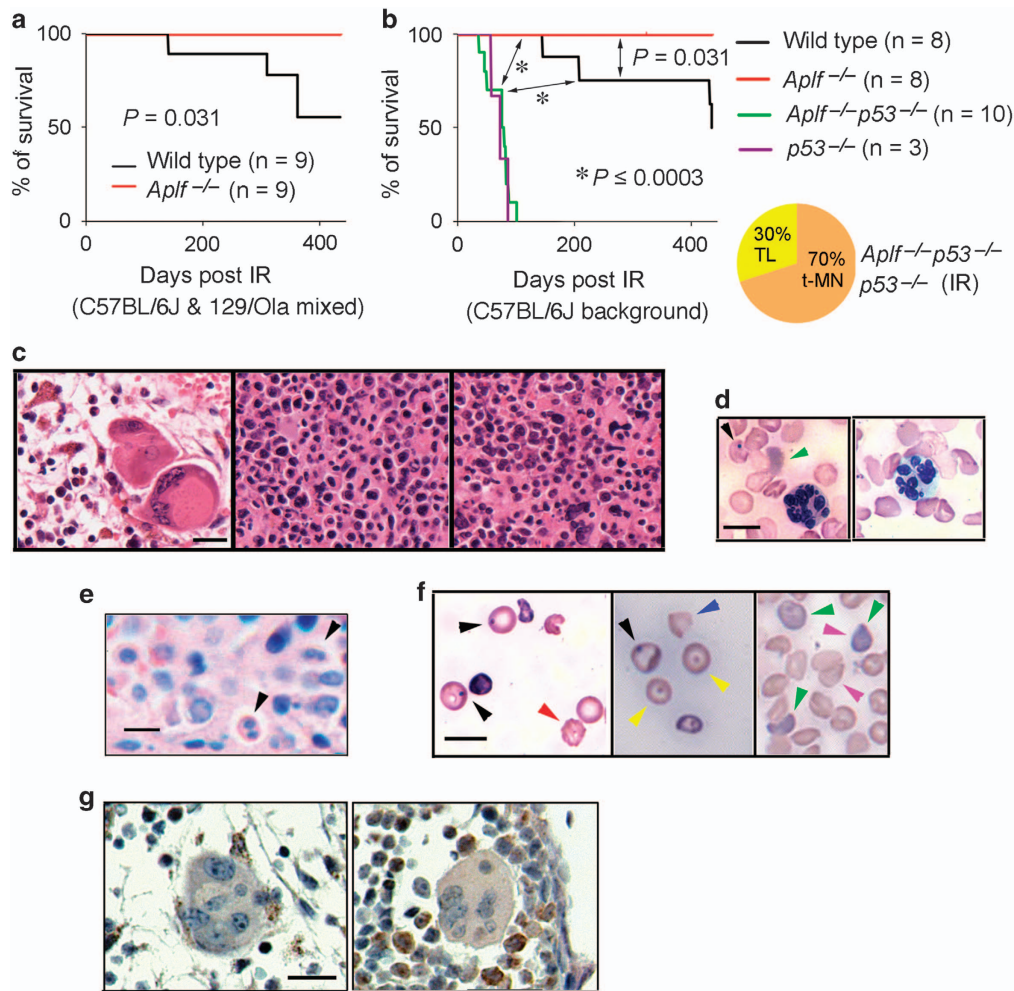 a
% of survival
100
50
0
P = 0.031
Wild type (n = 9)
Aplf –/– (n = 9)
0 200 400
Days post IR
(C57BL/6J & 129/Ola mixed)
b
% of survival
100
50
0
*
*
P = 0.031
* P ≤ 0.0003
0 200 400
Days post IR
(C57BL/6J background)
Wild type (n = 8)
Aplf –/– (n = 8)
Aplf –/–p53 –/– (n = 10)
p53 –/– (n = 3)
30%
TL
70%
t-MN
Aplf –/–p53 –/–
p53 –/– (IR)
c
d
e
f
g